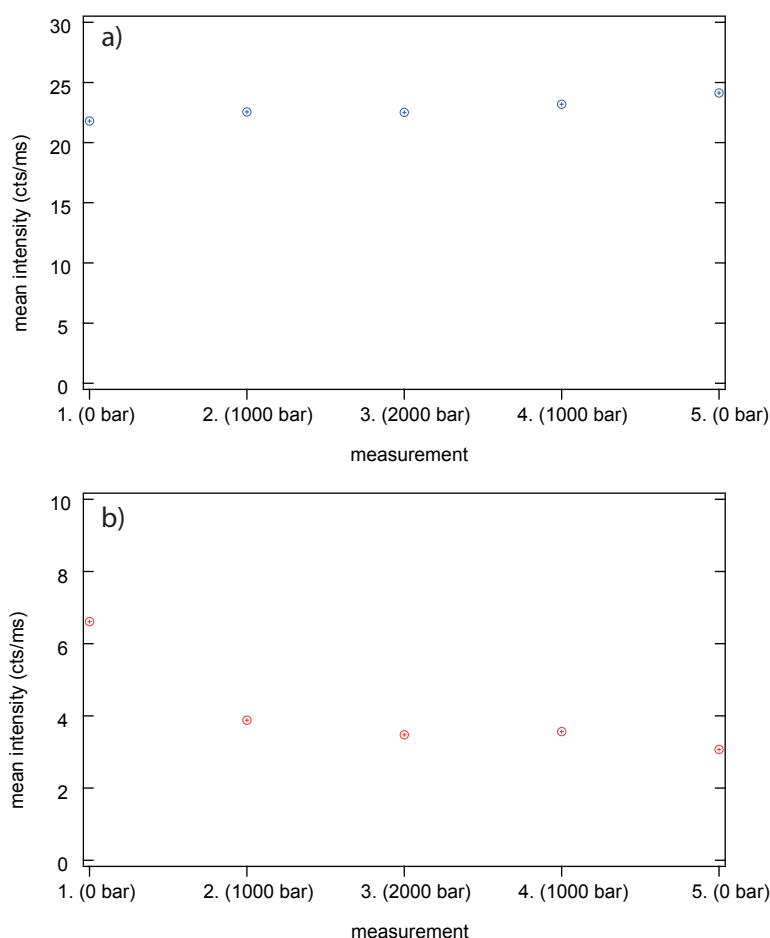 a)
mean intensity (cts/ms)
30
25
20
15
10
5
0
1. (0 bar) 2. (1000 bar) 3. (2000 bar) 4. (1000 bar) 5. (0 bar)
measurement
b)
mean intensity (cts/ms)
10
8
6
4
2
0
1. (0 bar) 2. (1000 bar) 3. (2000 bar) 4. (1000 bar) 5. (0 bar)
measurement